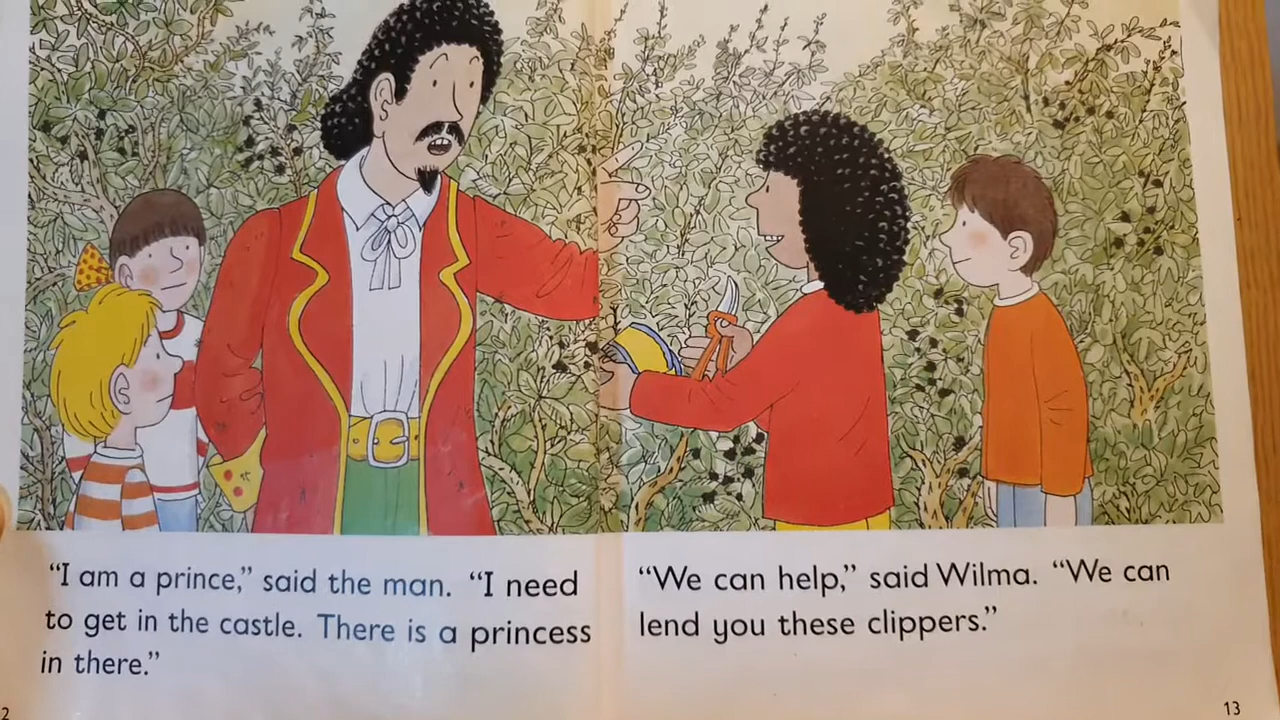 "I am a prince," said the man. "I need
to get in the castle. There is a princess
in there."
"We can help," said Wilma. "We can
lend you these clippers."
2
13